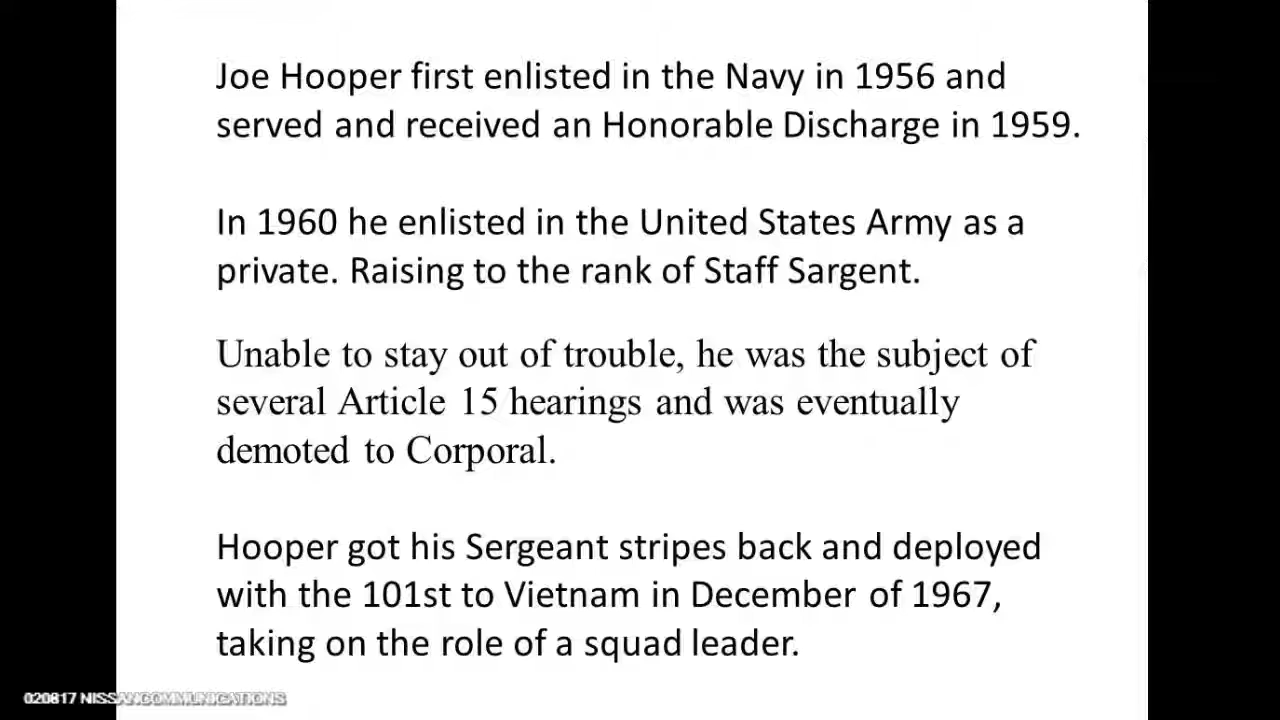 Joe Hooper first enlisted in the Navy in 1956 and
served and received an Honorable Discharge in 1959.
In 1960 he enlisted in the United States Army as a
private. Raising to the rank of Staff Sargent.
Unable to stay out of trouble, he was the subject of
several Article 15 hearings and was eventually
demoted to Corporal.
Hooper got his Sergeant stripes back and deployed
with the 101st to Vietnam in December of 1967,
taking on the role of a squad leader.
020817 NISSANCOMMUNICATIONS